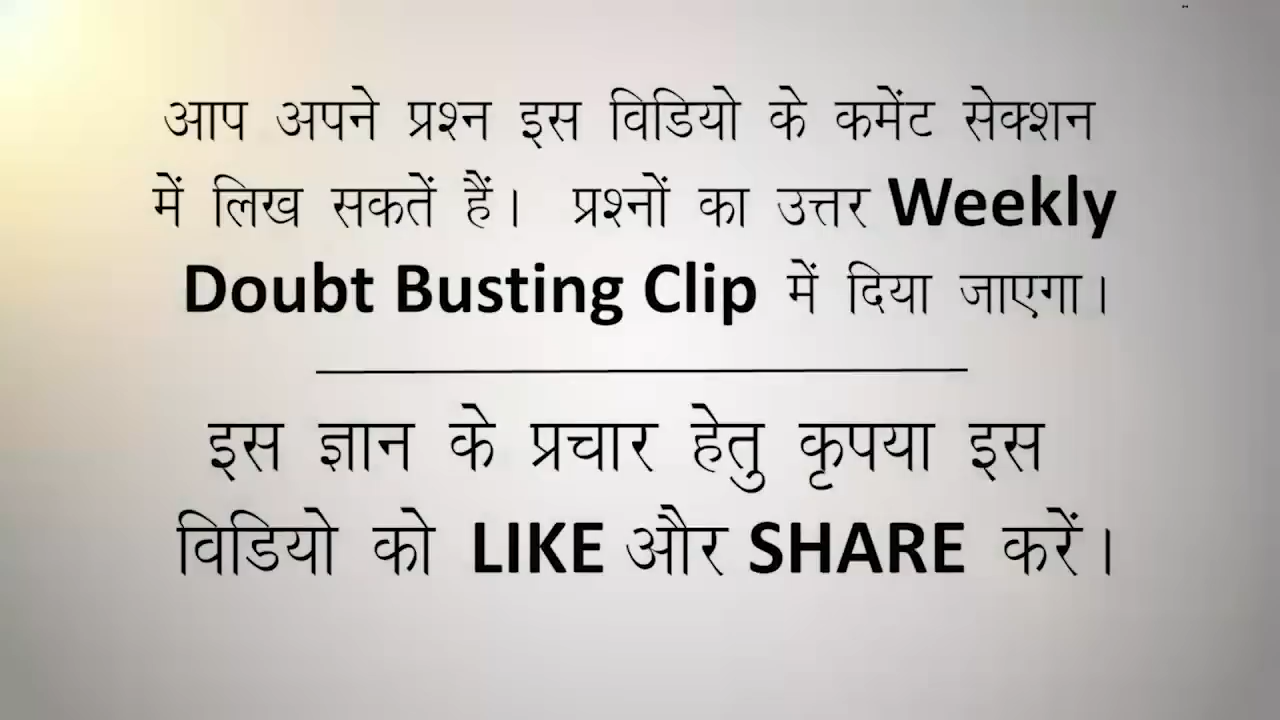 आप अपने प्रश्न इस विडियो के कमेंट सेक्शन
में लिख सकतें हैं। प्रश्नों का उत्तर Weekly
Doubt Busting Clip में दिया जाएगा।
इस ज्ञान के प्रचार हेतु कृपया इस
विडियो को LIKE और SHARE करें।